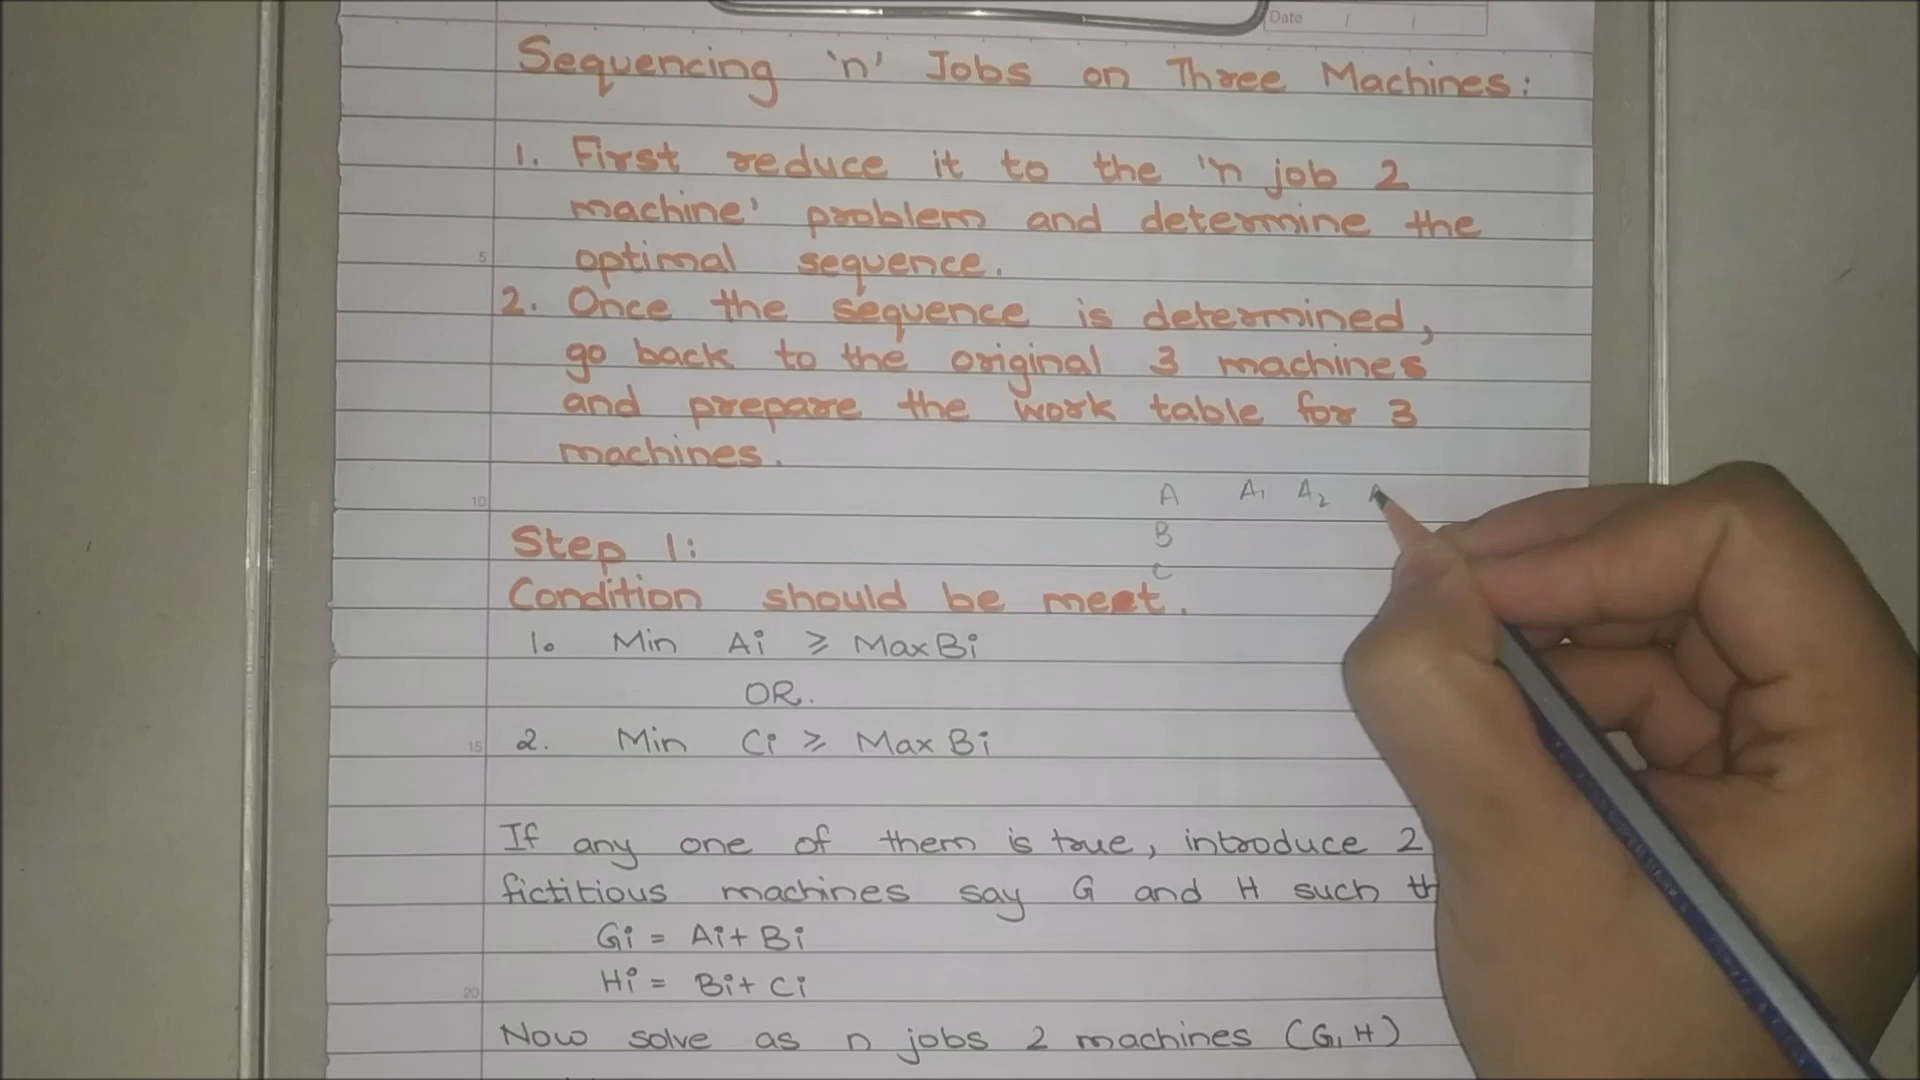 Date / /
Sequencing 'n' Jobs on Three Machines:
1. First reduce it to the 'n job 2
machine' problem and determine the
5
optimal sequence.
2. Once the sequence is determined,
go back to the original 3 machines
and prepare the work table for 3
machines.
10
A A1 A2
B
C
Step 1:
Condition should be meet.
1. Min Ai ⩾ Max Bi
OR.
15
2. Min Ci ⩾ Max Bi
If any one of them is true, introduce 2
fictitious machines say G and H such
Gi = Ai + Bi
Hi = Bi + Ci
20
Now solve as n jobs 2 machines (G, H)